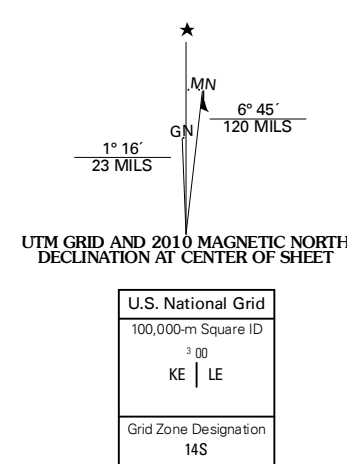 MN
6° 45´
120 MILS
GN
1° 16´
23 MILS
UTM GRID AND 2010 MAGNETIC NORTH
DECLINATION AT CENTER OF SHEET
U.S. National Grid
100,000-m Square ID
3 00
KE LE
Grid Zone Designation
14S